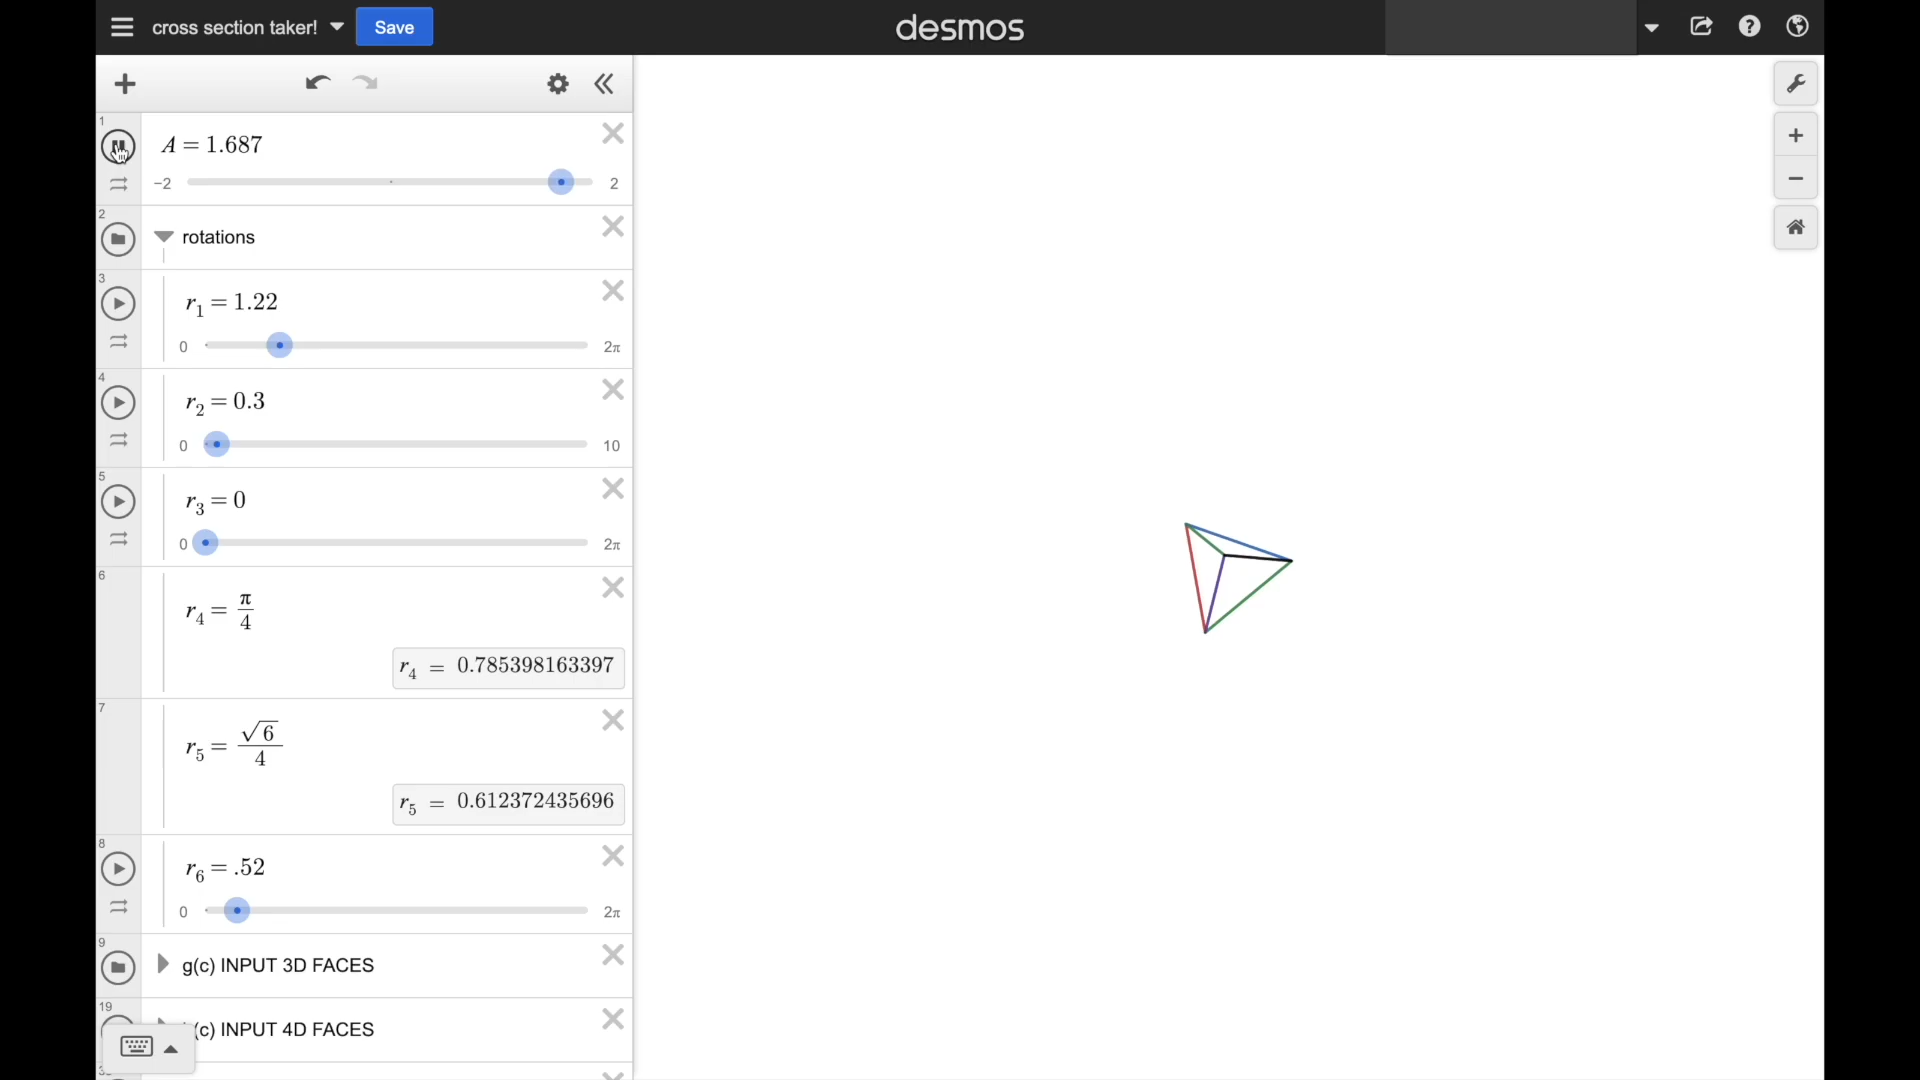 cross section taker!
Save
desmos
1
A = 1.687
−2
2
2
rotations
3
r₁ = 1.22
0
2π
4
r₂ = 0.3
0
10
5
r₃ = 0
0
2π
6
r₄ = π/4
r₄ = 0.785398163397
7
r₅ = √6/4
r₅ = 0.612372435696
8
r₆ = .52
0
2π
9
g(c) INPUT 3D FACES
19
(c) INPUT 4D FACES